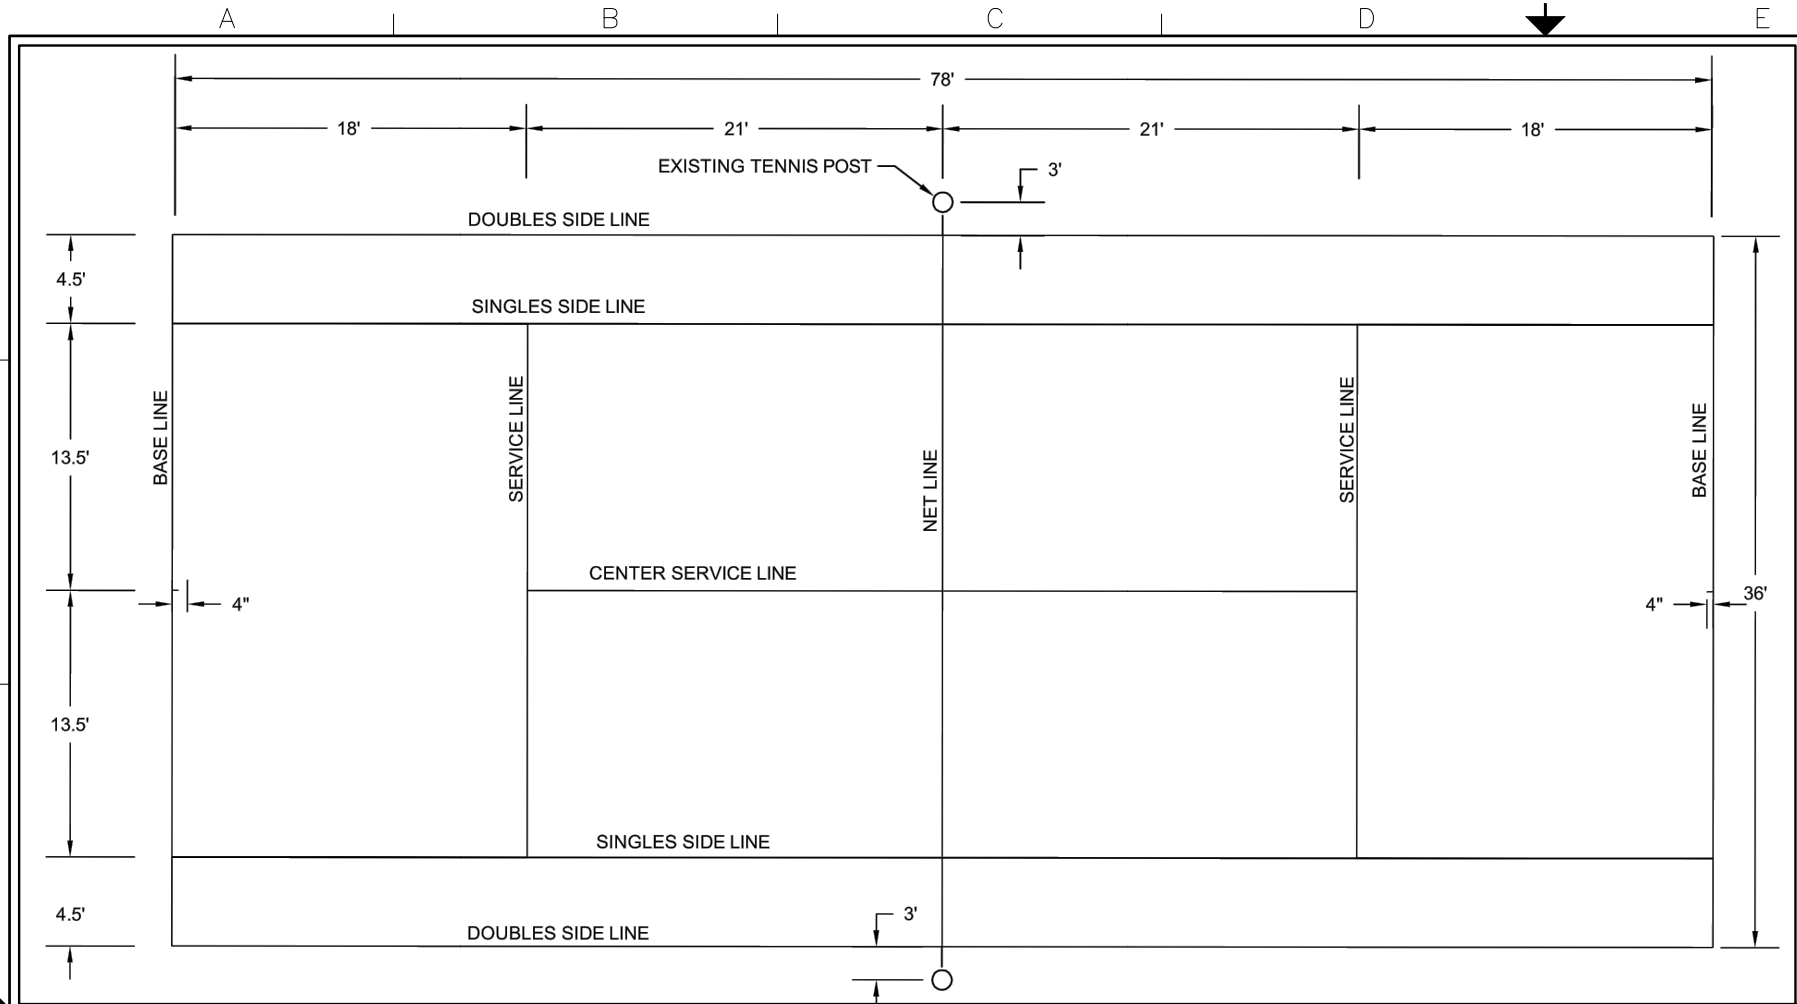 A B C D E
78'
18' 21' 21' 18'
EXISTING TENNIS POST
3'
DOUBLES SIDE LINE
4.5'
SINGLES SIDE LINE
BASE LINE
SERVICE LINE
NET LINE
SERVICE LINE
BASE LINE
13.5'
CENTER SERVICE LINE
4"
4"
36'
13.5'
SINGLES SIDE LINE
4.5'
3'
DOUBLES SIDE LINE